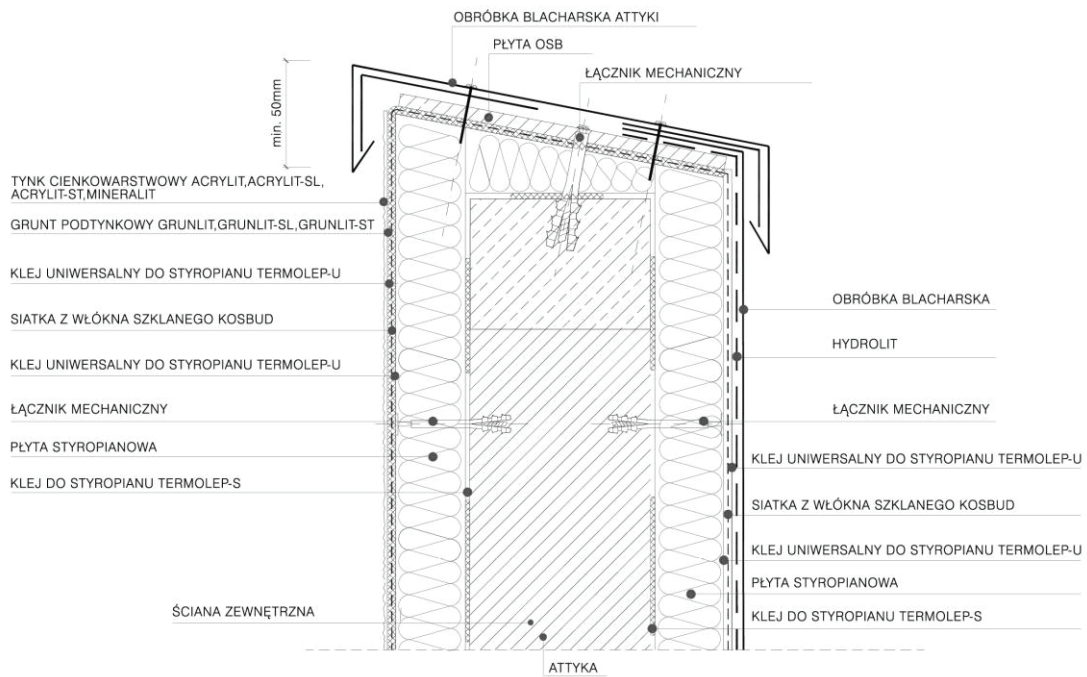 OBRÓBKA BLACHARSKA ATTYKI
PŁYTA OSB
ŁĄCZNIK MECHANICZNY
min. 50mm
TYNK CIENKOWARSTWOWY ACRYLIT,ACRYLIT-SL,
ACRYLIT-ST,MINERALIT
GRUNT PODTYNKOWY GRUNLIT,GRUNLIT-SL,GRUNLIT-ST
KLEJ UNIWERSALNY DO STYROPIANU TERMOLEP-U
SIATKA Z WŁÓKNA SZKLANEGO KOSBUD
KLEJ UNIWERSALNY DO STYROPIANU TERMOLEP-U
ŁĄCZNIK MECHANICZNY
PŁYTA STYROPIANOWA
KLEJ DO STYROPIANU TERMOLEP-S
ŚCIANA ZEWNĘTRZNA
ATTYKA
OBRÓBKA BLACHARSKA
HYDROLIT
ŁĄCZNIK MECHANICZNY
KLEJ UNIWERSALNY DO STYROPIANU TERMOLEP-U
SIATKA Z WŁÓKNA SZKLANEGO KOSBUD
KLEJ UNIWERSALNY DO STYROPIANU TERMOLEP-U
PŁYTA STYROPIANOWA
KLEJ DO STYROPIANU TERMOLEP-S